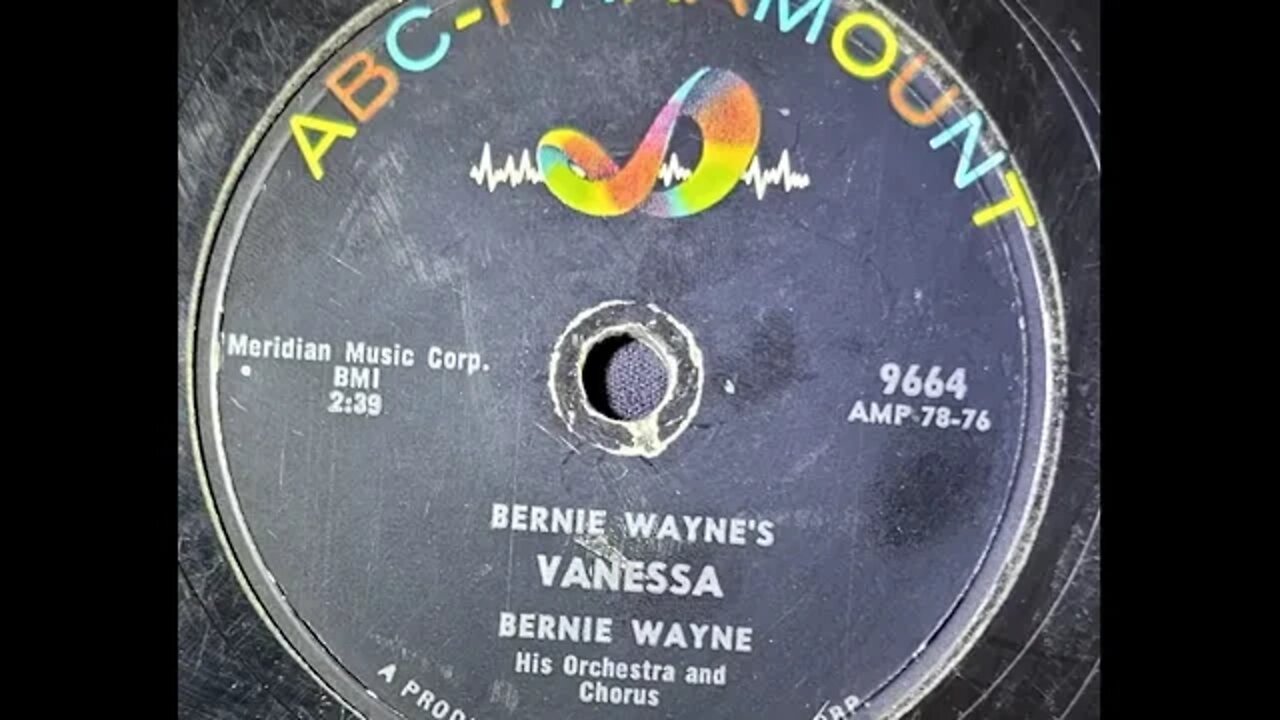 ABC-PARAMOUNT
Meridian Music Corp.
BMI
2:39
9664
AMP 78-76
BERNIE WAYNE'S
VANESSA
BERNIE WAYNE
His Orchestra and
Chorus
A